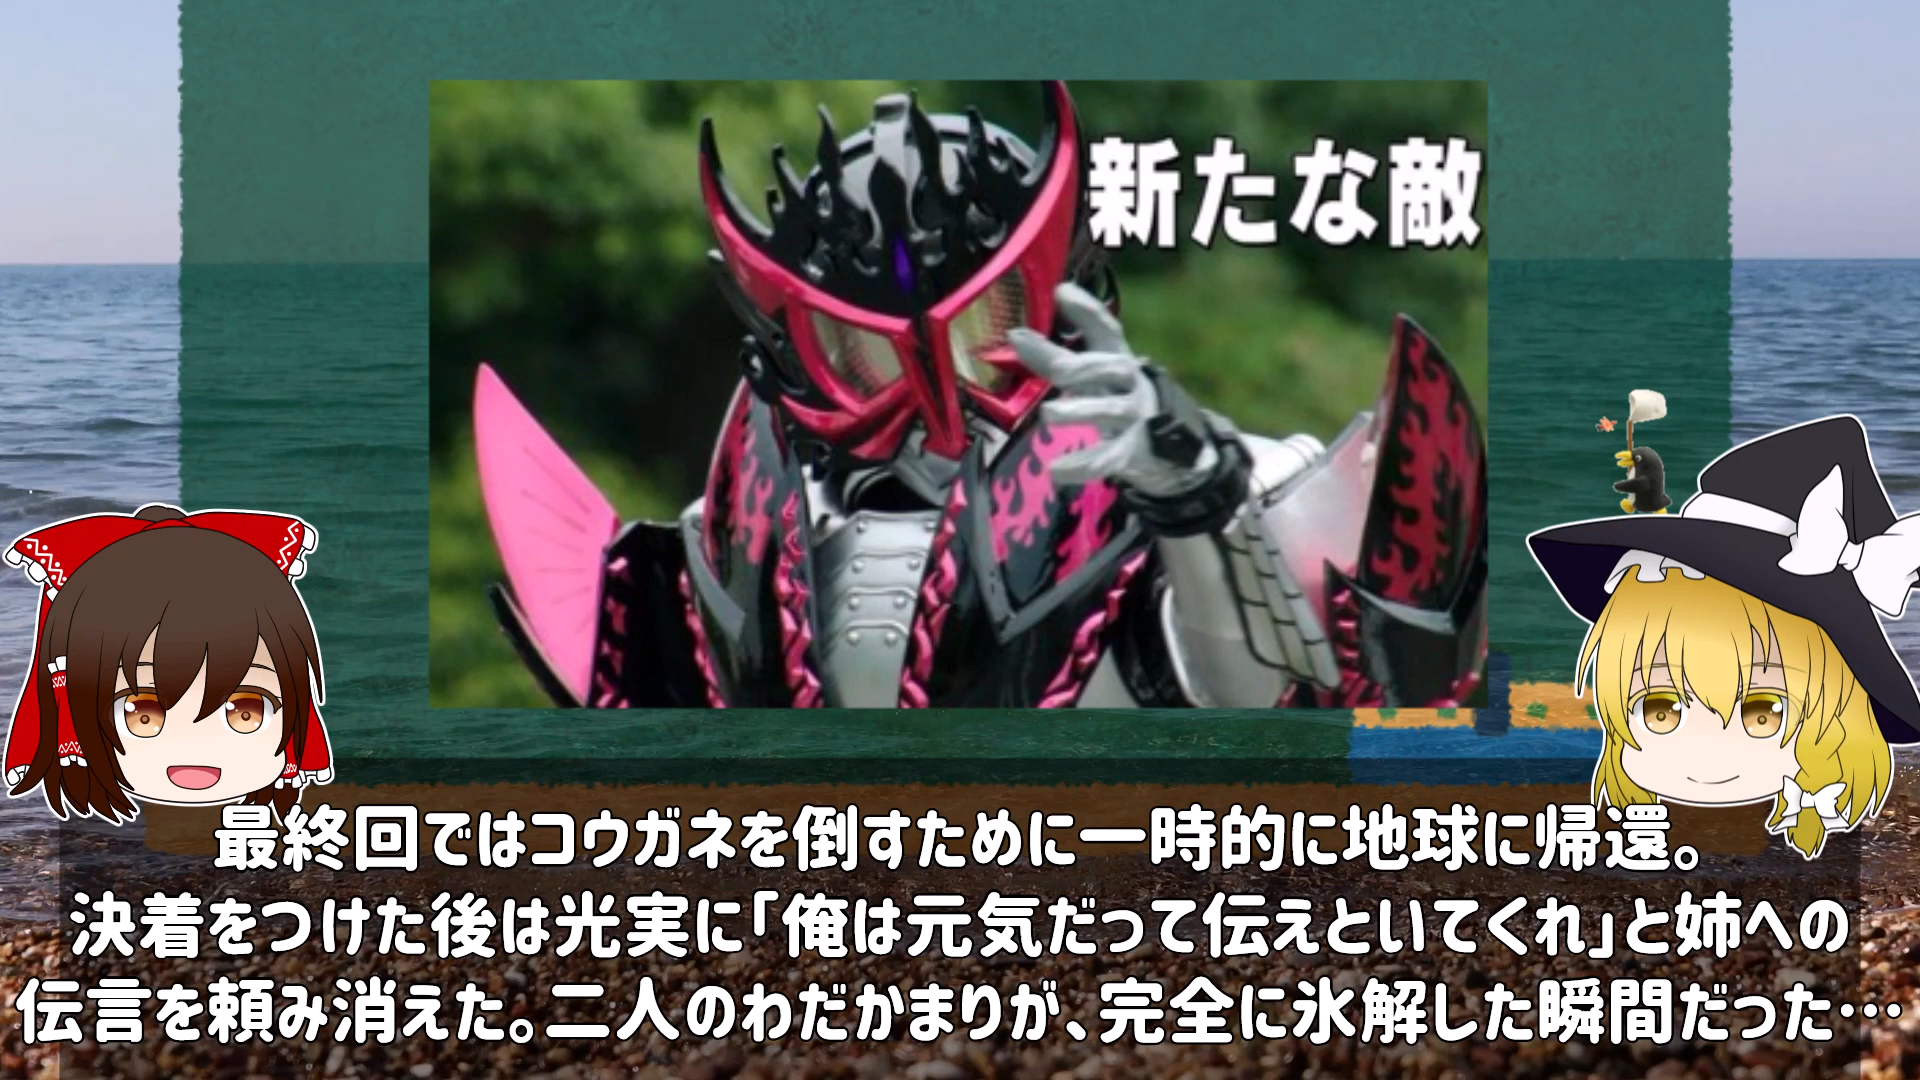 新たな敵
最終回ではコウガネを倒すために一時的に地球に帰還。
決着をつけた後は光実に「俺は元気だって伝えといてくれ」と姉への
伝言を頼み消えた。二人のわだかまりが、完全に氷解した瞬間だった…